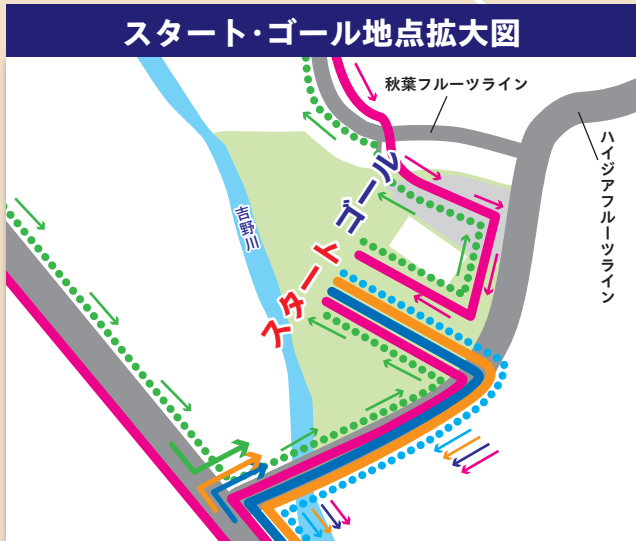 スタート・ゴール地点拡大図
秋葉フルーツライン
ハイジアフルーツライン
吉野川
ゴール
スタート